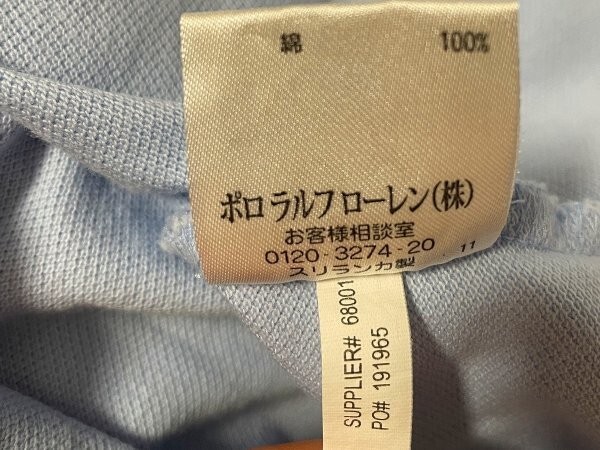 綿 100%
ポロ ラルフ ローレン(株)
お客様相談室
0120-3274-20
スリランカ製 11
SUPPLIER# 68001
PO# 191965